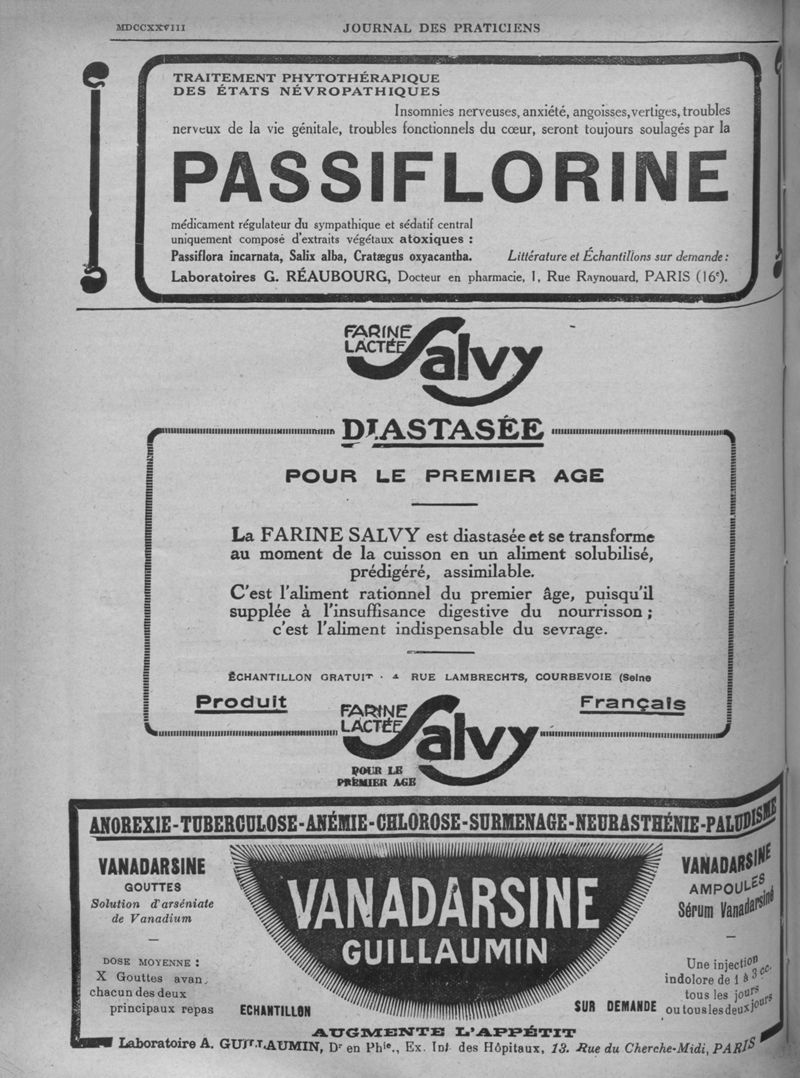 MDCCXXVIII
JOURNAL DES PRATICIENS
TRAITEMENT PHYTOTHÉRAPIQUE
DES ÉTATS NÉVROPATHIQUES
Insomnies nerveuses, anxiété, angoisses, vertiges, troubles
nerveux de la vie génitale, troubles fonctionnels du cœur, seront toujours soulagés par la
PASSIFLORINE
médicament régulateur du sympathique et sédatif central
uniquement composé d'extraits végétaux atoxiques :
Passiflora incarnata, Salix alba, Cratægus oxyacantha.
Littérature et Échantillons sur demande :
Laboratoires G. RÉAUBOURG, Docteur en pharmacie, 1, Rue Raynouard, PARIS (16e).
FARINE
LACTÉE
Salvy
DIASTASÉE
POUR LE PREMIER AGE
La FARINE SALVY est diastasée et se transforme
au moment de la cuisson en un aliment solubilisé,
prédigéré, assimilable.
C'est l'aliment rationnel du premier âge, puisqu'il
supplée à l'insuffisance digestive du nourrisson ;
c'est l'aliment indispensable du sevrage.
ÉCHANTILLON GRATUIT · 4 RUE LAMBRECHTS, COURBEVOIE (Seine
Produit
Français
FARINE
LACTÉE
Salvy
POUR LE
PREMIER AGE
ANOREXIE-TUBERCULOSE-ANÉMIE-CHLOROSE-SURMENAGE-NEURASTHÉNIE-PALUDISME
VANADARSINE
GOUTTES
Solution d'arséniate
de Vanadium
DOSE MOYENNE :
X Gouttes avan
chacun des deux
principaux repas
VANADARSINE
GUILLAUMIN
ECHANTILLON
SUR DEMANDE
VANADARSINE
AMPOULES
Sérum Vanadarsiné
Une injection
indolore de 1 à 3 cc.
tous les jours
ou tous les deux jours
AUGMENTE L'APPÉTIT
Laboratoire A. GUILLAUMIN, Dr en Phie., Ex. Int. des Hôpitaux, 13. Rue du Cherche-Midi, PARIS